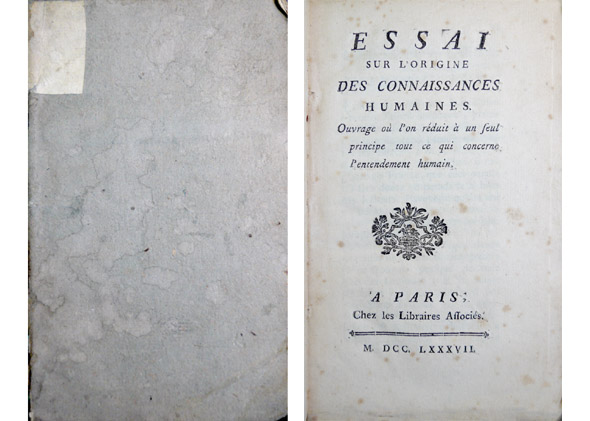 ESSAI
SUR L'ORIGINE
DES CONNAISSANCES
HUMAINES.
Ouvrage où l'on réduit à un ſeul
principe tout ce qui concerne
l'entendement humain.
A PARIS;
Chez les Libraires Aſſociés.
M. DCC. LXXXVII.